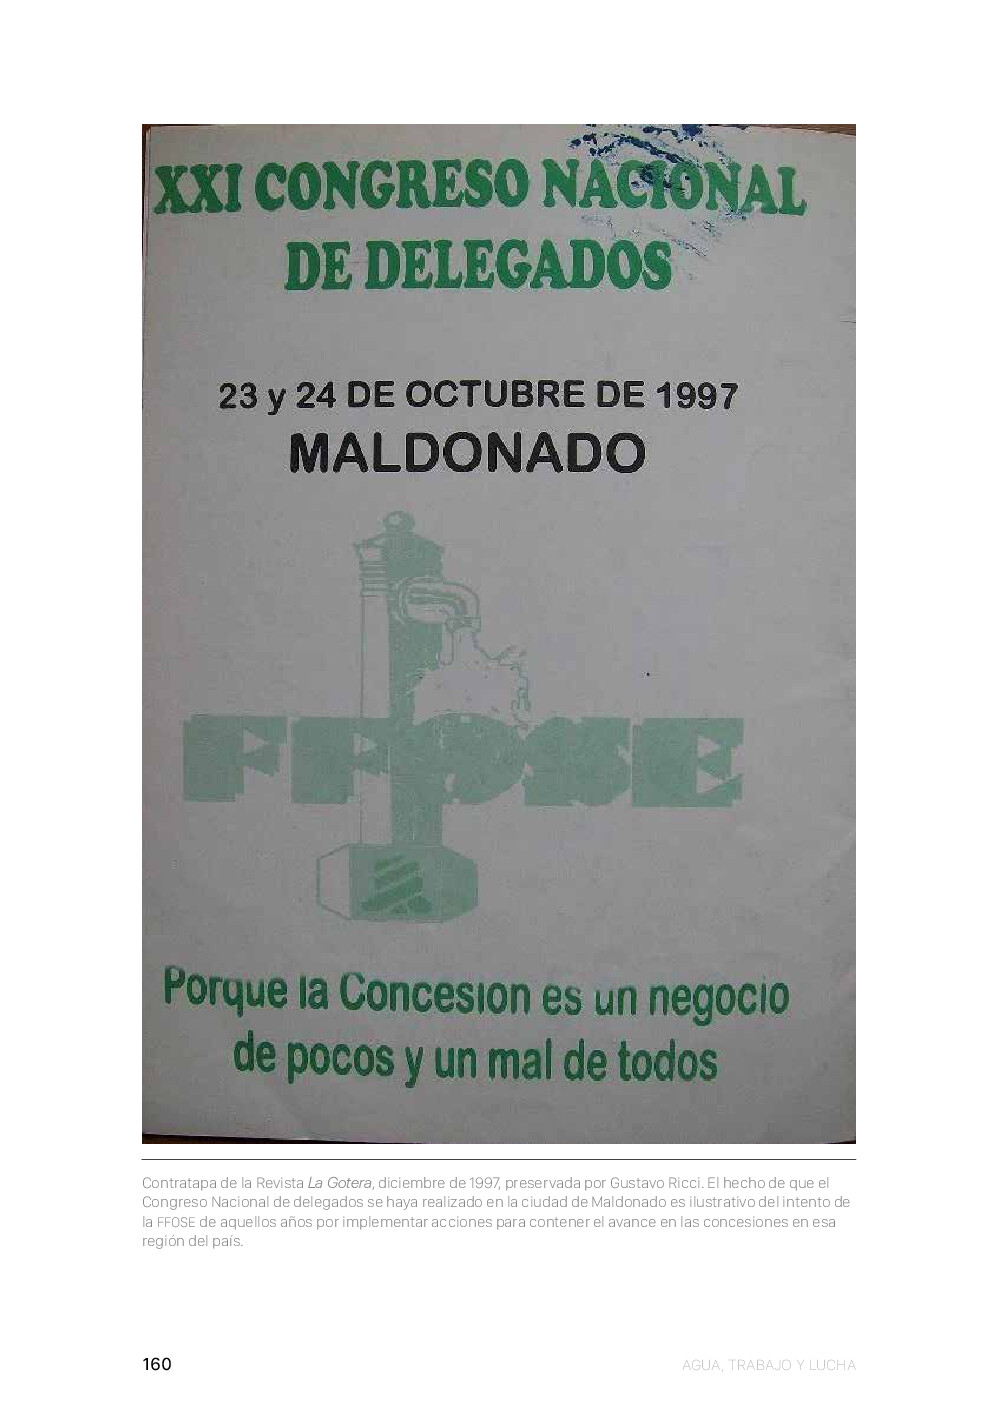 XXI CONGRESO NACIONAL
DE DELEGADOS
23 y 24 DE OCTUBRE DE 1997
MALDONADO
FFOSE
Porque la Concesion es un negocio
de pocos y un mal de todos
Contratapa de la Revista La Gotera, diciembre de 1997, preservada por Gustavo Ricci. El hecho de que el
Congreso Nacional de delegados se haya realizado en la ciudad de Maldonado es ilustrativo del intento de
la FFOSE de aquellos años por implementar acciones para contener el avance en las concesiones en esa
región del país.
160
AGUA, TRABAJO Y LUCHA